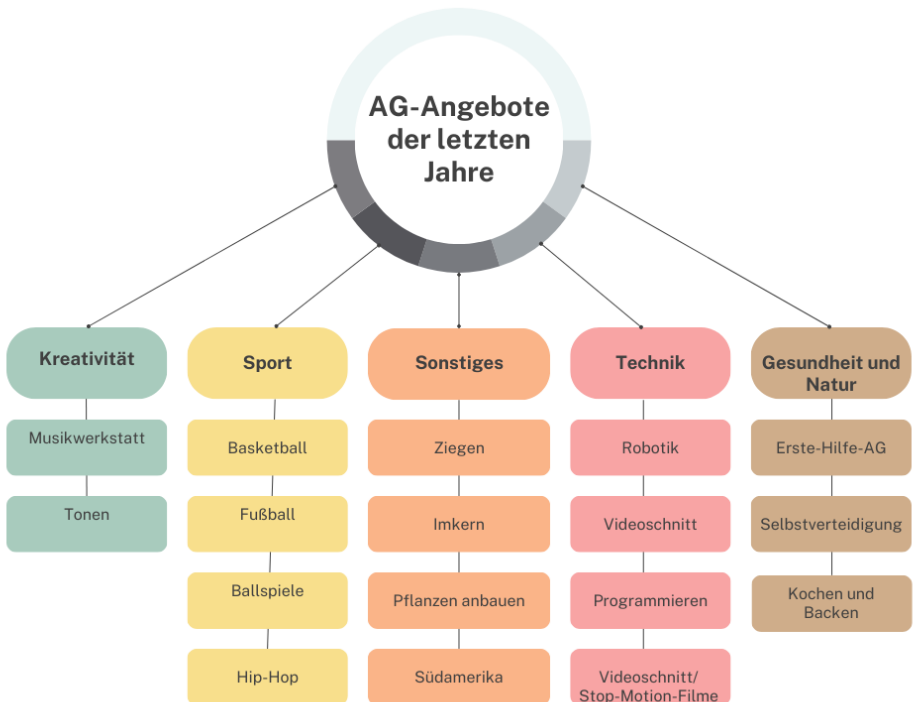 AG-Angebote
der letzten
Jahre
Kreativität
Musikwerkstatt
Tonen
Sport
Basketball
Fußball
Ballspiele
Hip-Hop
Sonstiges
Ziegen
Imkern
Pflanzen anbauen
Südamerika
Technik
Robotik
Videoschnitt
Programmieren
Videoschnitt/
Stop-Motion-Filme
Gesundheit und
Natur
Erste-Hilfe-AG
Selbstverteidigung
Kochen und
Backen